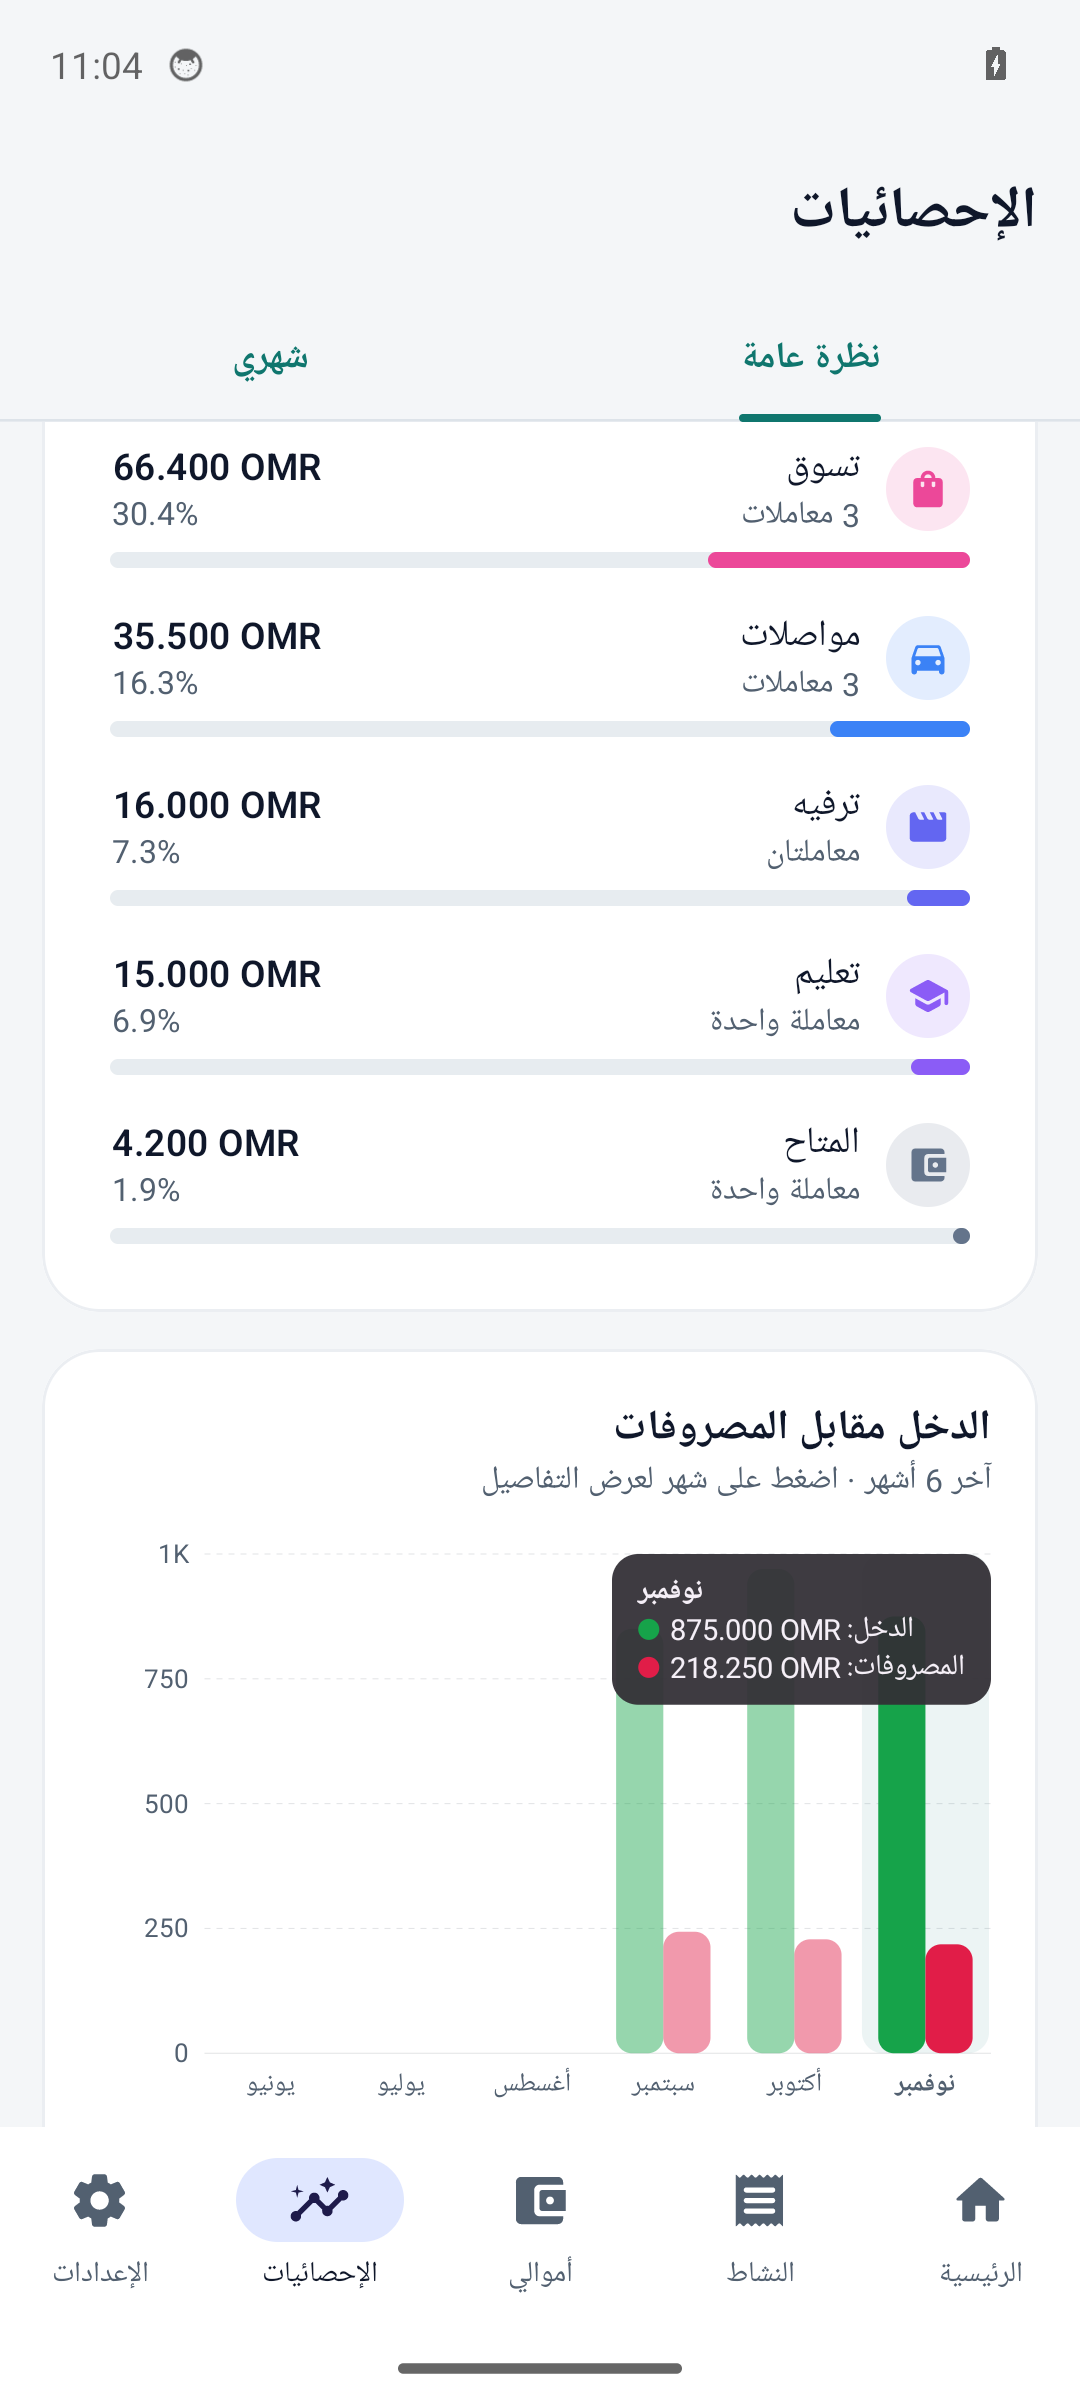 11:04
الإحصائيات
نظرة عامة
شهري
تسوق
66.400 OMR
3 معاملات
30.4%
مواصلات
35.500 OMR
3 معاملات
16.3%
ترفيه
16.000 OMR
معاملتان
7.3%
تعليم
15.000 OMR
معاملة واحدة
6.9%
المتاح
4.200 OMR
معاملة واحدة
1.9%
الدخل مقابل المصروفات
آخر 6 أشهر · اضغط على شهر لعرض التفاصيل
1K
750
500
250
0
نوفمبر
875.000 OMR :الدخل
218.250 OMR :المصروفات
نوفمبر
أكتوبر
سبتمبر
أغسطس
يوليو
يونيو
الرئيسية
النشاط
أموالي
الإحصائيات
الإعدادات